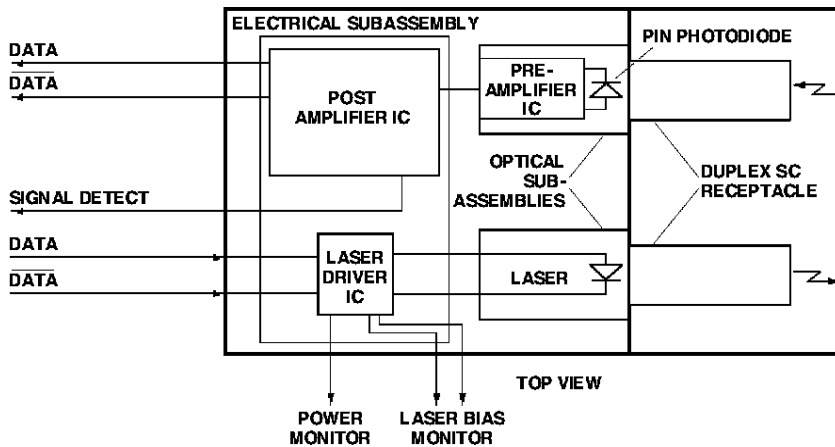 ELECTRICAL SUBASSEMBLY
DATA
DATA
PIN PHOTODIODE
PRE-
AMPLIFIER
IC
POST
AMPLIFIER IC
OPTICAL
SUB-
ASSEMBLIES
DUPLEX SC
RECEPTACLE
SIGNAL DETECT
DATA
DATA
LASER
DRIVER
IC
LASER
TOP VIEW
POWER
MONITOR
LASER BIAS
MONITOR